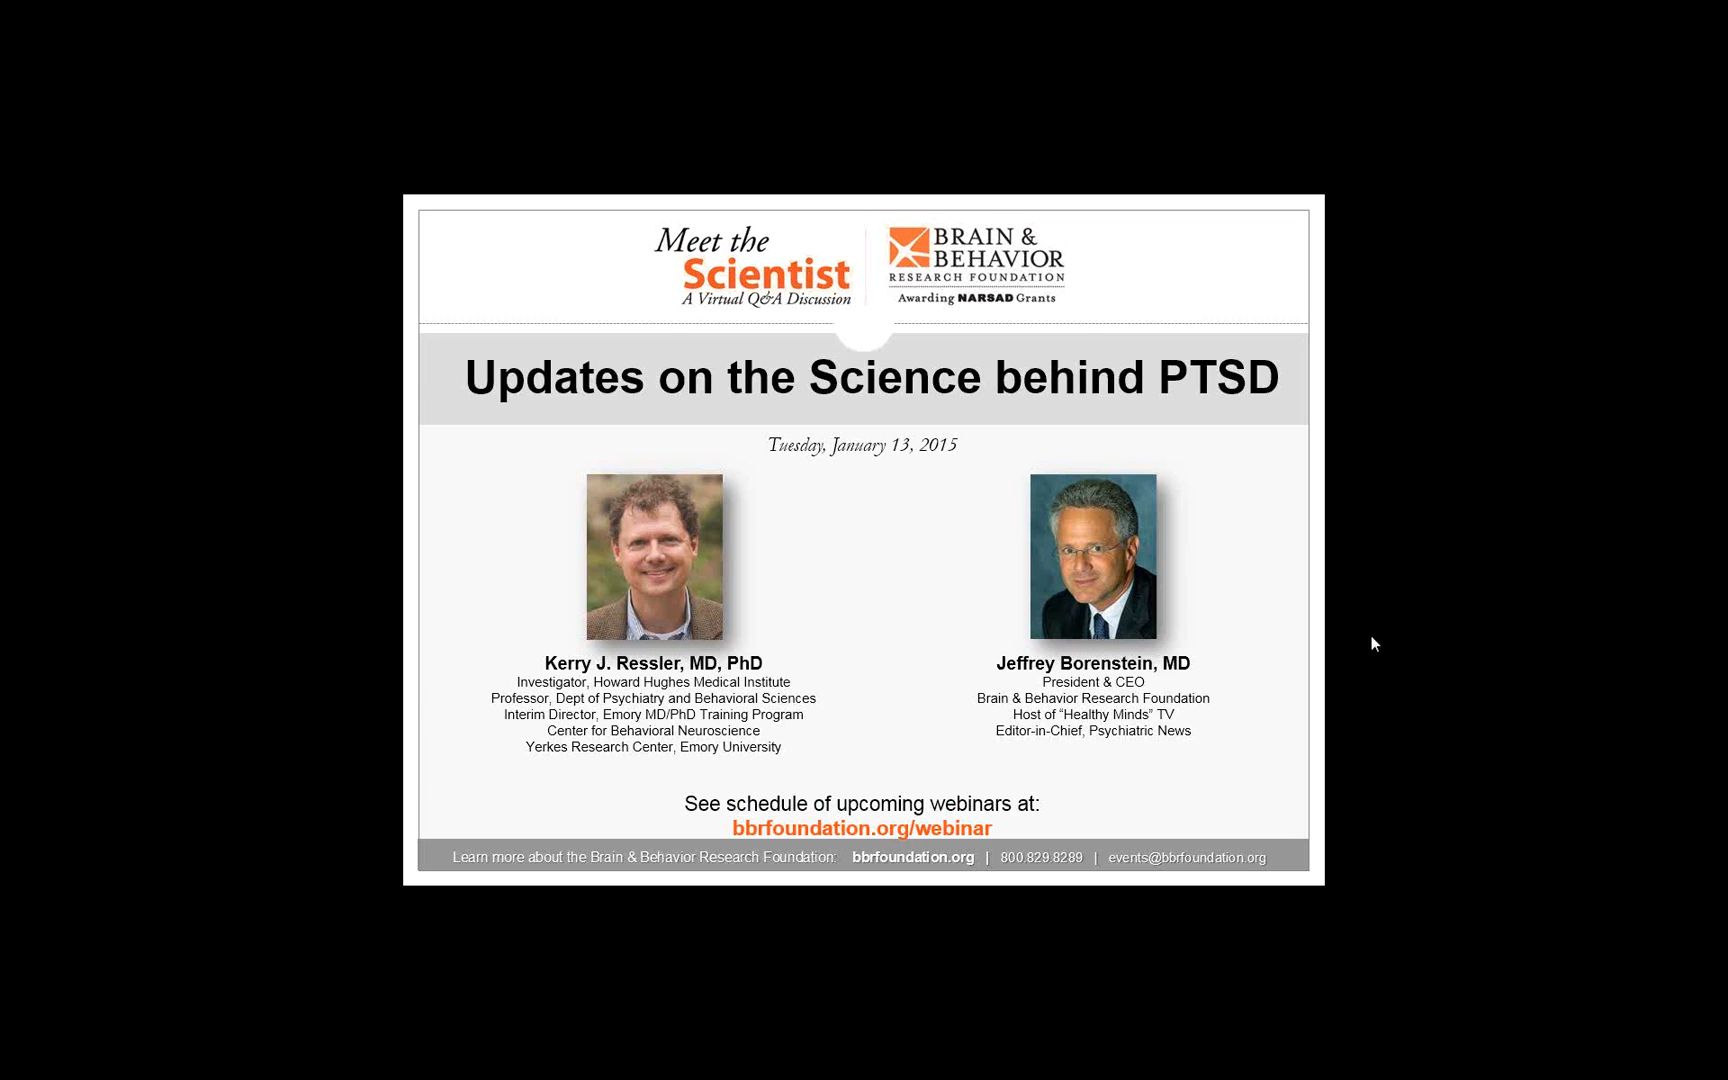 Meet the
Scientist
A Virtual Q&A Discussion
BRAIN &
BEHAVIOR
RESEARCH FOUNDATION
Awarding NARSAD Grants
Updates on the Science behind PTSD
Tuesday, January 13, 2015
Kerry J. Ressler, MD, PhD
Investigator, Howard Hughes Medical Institute
Professor, Dept of Psychiatry and Behavioral Sciences
Interim Director, Emory MD/PhD Training Program
Center for Behavioral Neuroscience
Yerkes Research Center, Emory University
Jeffrey Borenstein, MD
President & CEO
Brain & Behavior Research Foundation
Host of “Healthy Minds” TV
Editor-in-Chief, Psychiatric News
See schedule of upcoming webinars at:
bbrfoundation.org/webinar
Learn more about the Brain & Behavior Research Foundation: bbrfoundation.org | 800.829.8289 | events@bbrfoundation.org